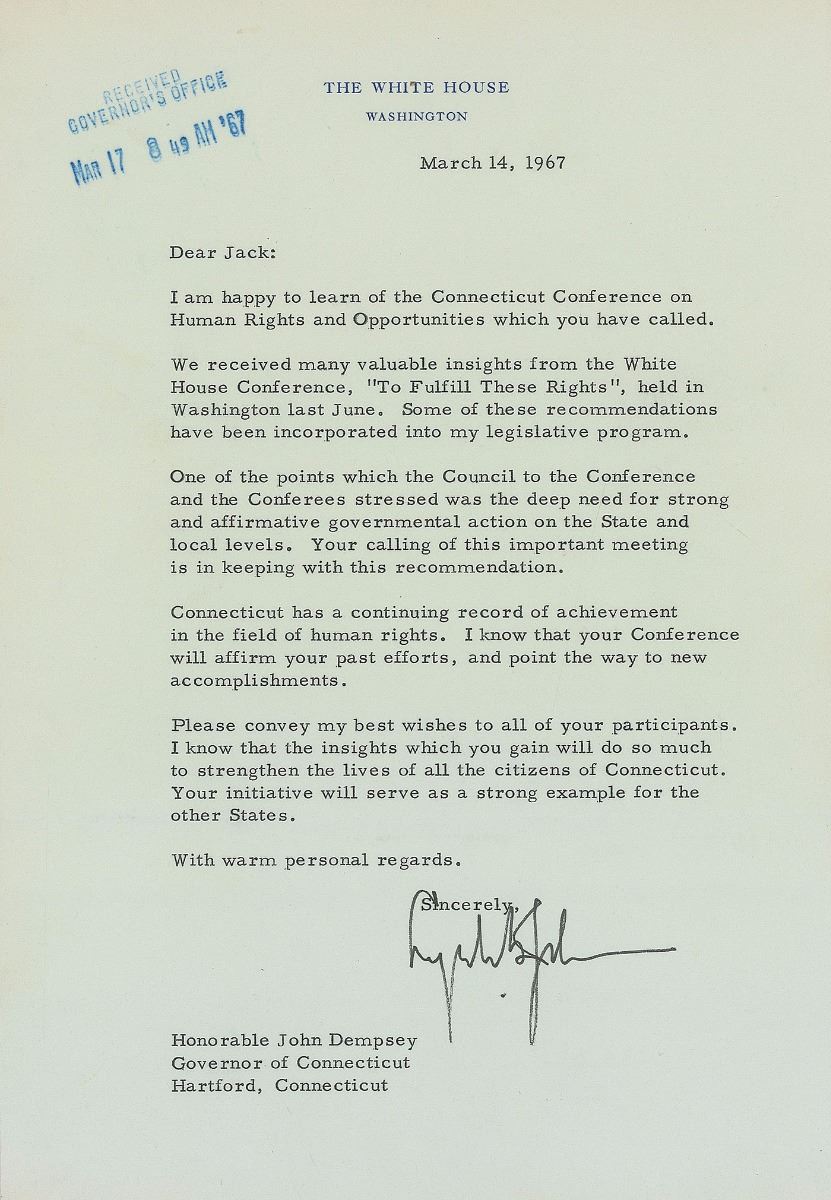 RECEIVED
GOVERNOR'S OFFICE
MAR 17 8 49 AM '67
THE WHITE HOUSE
WASHINGTON
March 14, 1967
Dear Jack:
I am happy to learn of the Connecticut Conference on
Human Rights and Opportunities which you have called.
We received many valuable insights from the White
House Conference, "To Fulfill These Rights", held in
Washington last June. Some of these recommendations
have been incorporated into my legislative program.
One of the points which the Council to the Conference
and the Conferees stressed was the deep need for strong
and affirmative governmental action on the State and
local levels. Your calling of this important meeting
is in keeping with this recommendation.
Connecticut has a continuing record of achievement
in the field of human rights. I know that your Conference
will affirm your past efforts, and point the way to new
accomplishments.
Please convey my best wishes to all of your participants.
I know that the insights which you gain will do so much
to strengthen the lives of all the citizens of Connecticut.
Your initiative will serve as a strong example for the
other States.
With warm personal regards.
Sincerely,
Honorable John Dempsey
Governor of Connecticut
Hartford, Connecticut